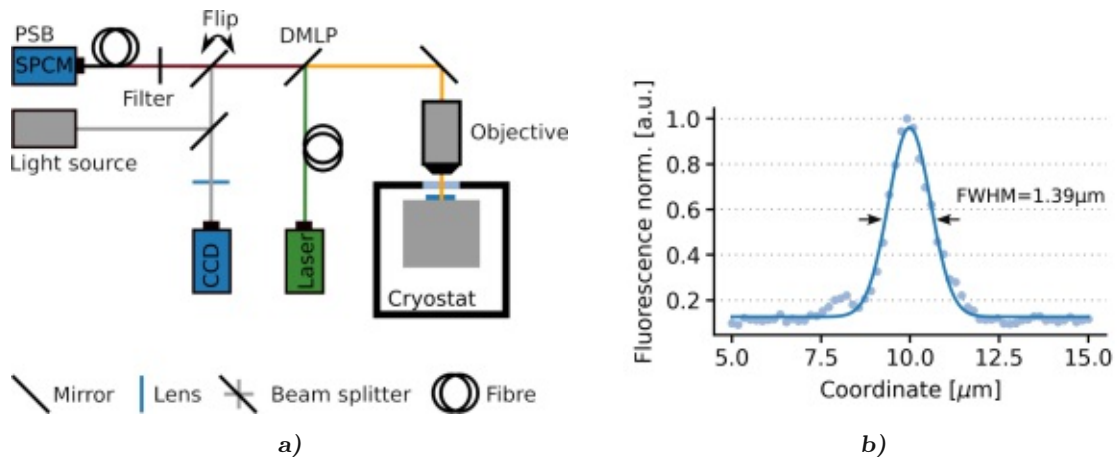 PSB
SPCM
Flip
DMLP
Filter
Light source
Objective
CCD
Laser
Cryostat
Mirror
Lens
Beam splitter
Fibre
a)
Fluorescence norm. [a.u.]
1.0
0.8
0.6
0.4
0.2
FWHM=1.39µm
5.0 7.5 10.0 12.5 15.0
Coordinate [µm]
b)